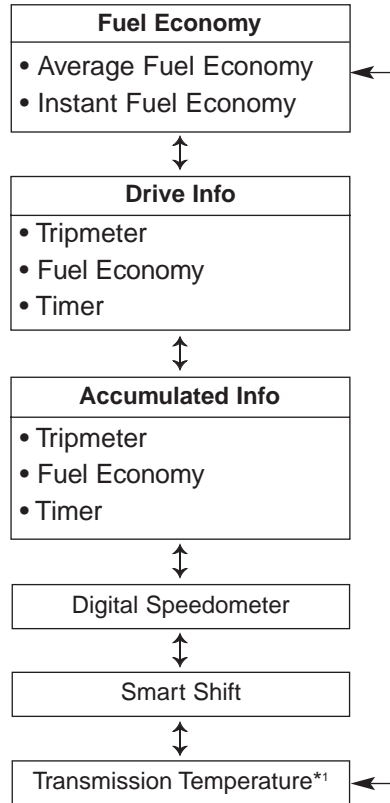 Fuel Economy
• Average Fuel Economy
• Instant Fuel Economy
Drive Info
• Tripmeter
• Fuel Economy
• Timer
Accumulated Info
• Tripmeter
• Fuel Economy
• Timer
Digital Speedometer
Smart Shift
Transmission Temperature*¹